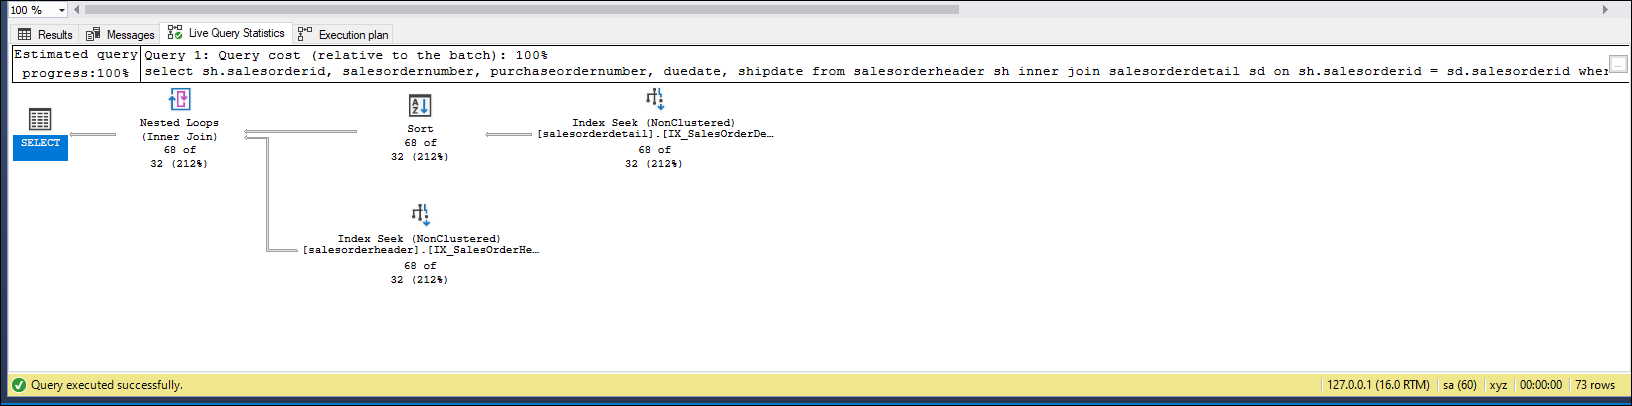 100 %
Results Messages Live Query Statistics Execution plan
Estimated query progress:100%
Query 1: Query cost (relative to the batch): 100%
select sh.salesorderid, salesordernumber, purchaseordernumber, duedate, shipdate from salesorderheader sh inner join salesorderdetail sd on sh.salesorderid = sd.salesorderid wher
...
SELECT
Nested Loops
(Inner Join)
68 of
32 (212%)
Sort
68 of
32 (212%)
Index Seek (NonClustered)
[salesorderdetail].[IX_SalesOrderDe…
68 of
32 (212%)
Index Seek (NonClustered)
[salesorderheader].[IX_SalesOrderHe…
68 of
32 (212%)
Query executed successfully.
127.0.0.1 (16.0 RTM) sa (60) xyz 00:00:00 73 rows